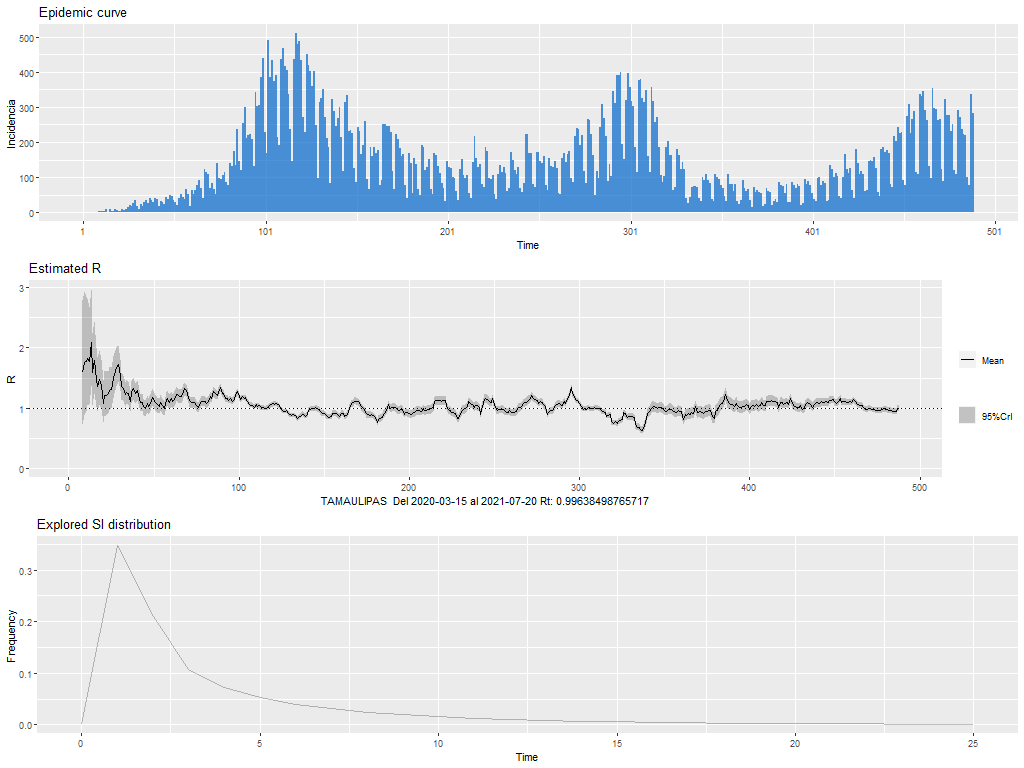 Epidemic curve
500
400
300
200
100
0
Incidencia
1
101
201
301
401
501
Time
Estimated R
3
2
1
0
R
Mean
95%CrI
0
100
200
300
400
500
TAMAULIPAS Del 2020-03-15 al 2021-07-20 Rt: 0.99638498765717
Explored SI distribution
0.3
0.2
0.1
0.0
Frequency
0
5
10
15
20
25
Time